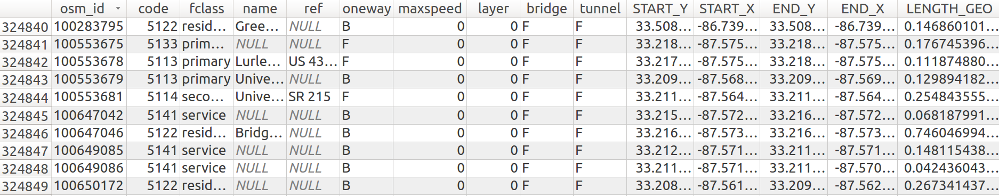 osm_id code fclass name ref oneway maxspeed layer bridge tunnel START_Y START_X END_Y END_X LENGTH_GEO
324840 100283795 5122 resid... Gree... NULL B 0 0 F F 33.508... -86.739... 33.508... -86.739... 0.146860101...
324841 100553675 5133 prim... NULL NULL F 0 0 F F 33.218... -87.575... 33.218... -87.575... 0.176745396...
324842 100553678 5113 primary Lurle... US 43... F 0 0 F F 33.217... -87.575... 33.218... -87.575... 0.111874880...
324843 100553679 5113 primary Unive... NULL B 0 0 F F 33.209... -87.568... 33.209... -87.569... 0.129894182...
324844 100553681 5114 seco... Unive... SR 215 F 0 0 F F 33.211... -87.564... 33.211... -87.564... 0.254843555...
324845 100647042 5141 service NULL NULL B 0 0 F F 33.215... -87.572... 33.216... -87.572... 0.068187991...
324846 100647046 5122 resid... Bridg... NULL B 0 0 F F 33.216... -87.573... 33.216... -87.573... 0.746046994...
324847 100649085 5141 service NULL NULL B 0 0 F F 33.212... -87.571... 33.211... -87.571... 0.148115438...
324848 100649086 5141 service NULL NULL B 0 0 F F 33.211... -87.571... 33.211... -87.570... 0.042436043...
324849 100650172 5122 resid... NULL NULL B 0 0 F F 33.208... -87.561... 33.209... -87.562... 0.267341437...